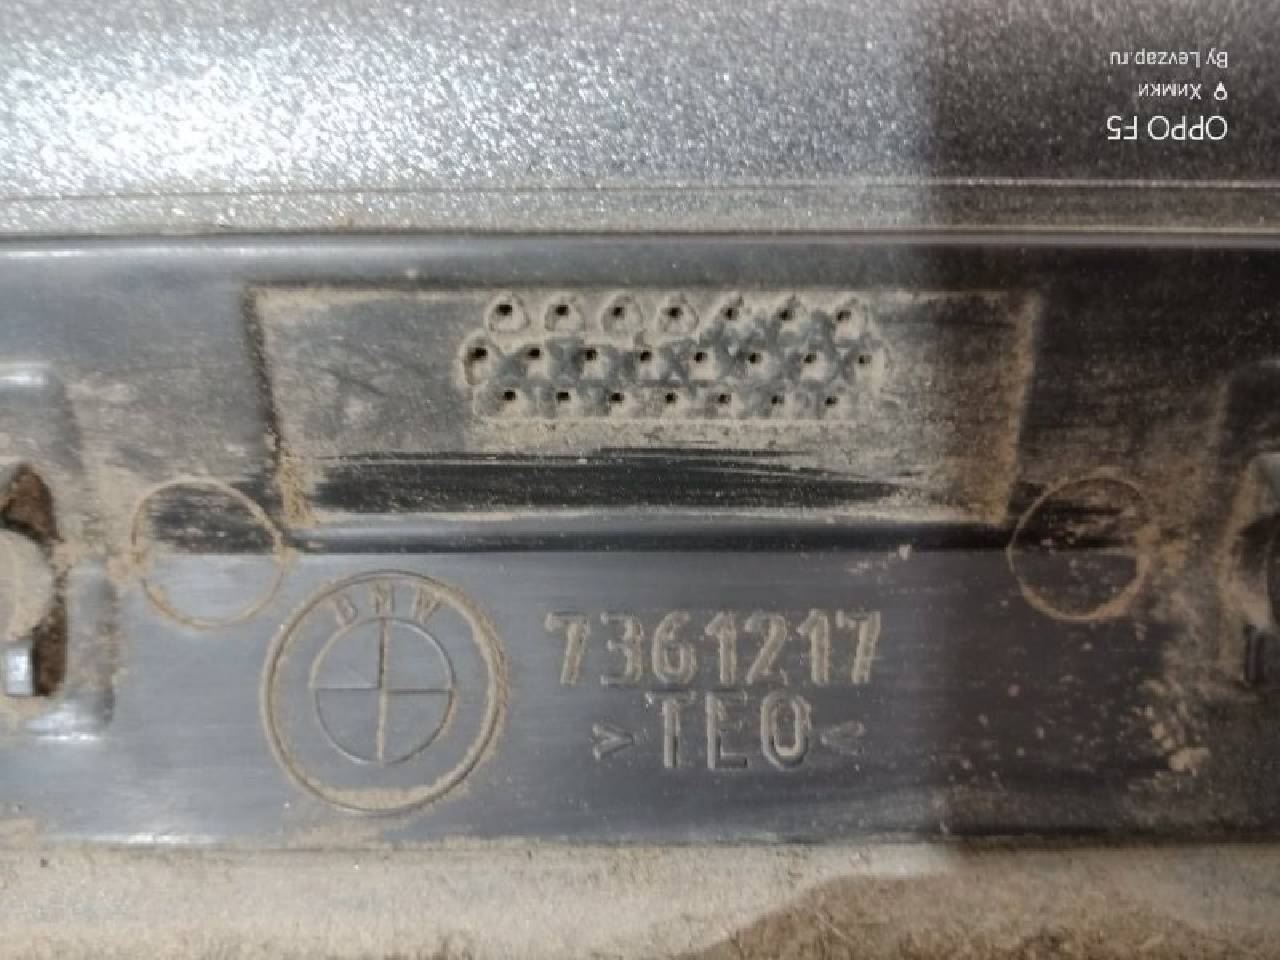 BMW
7361217
>TEO<
OPPO F5
Химки
By Levzap.ru